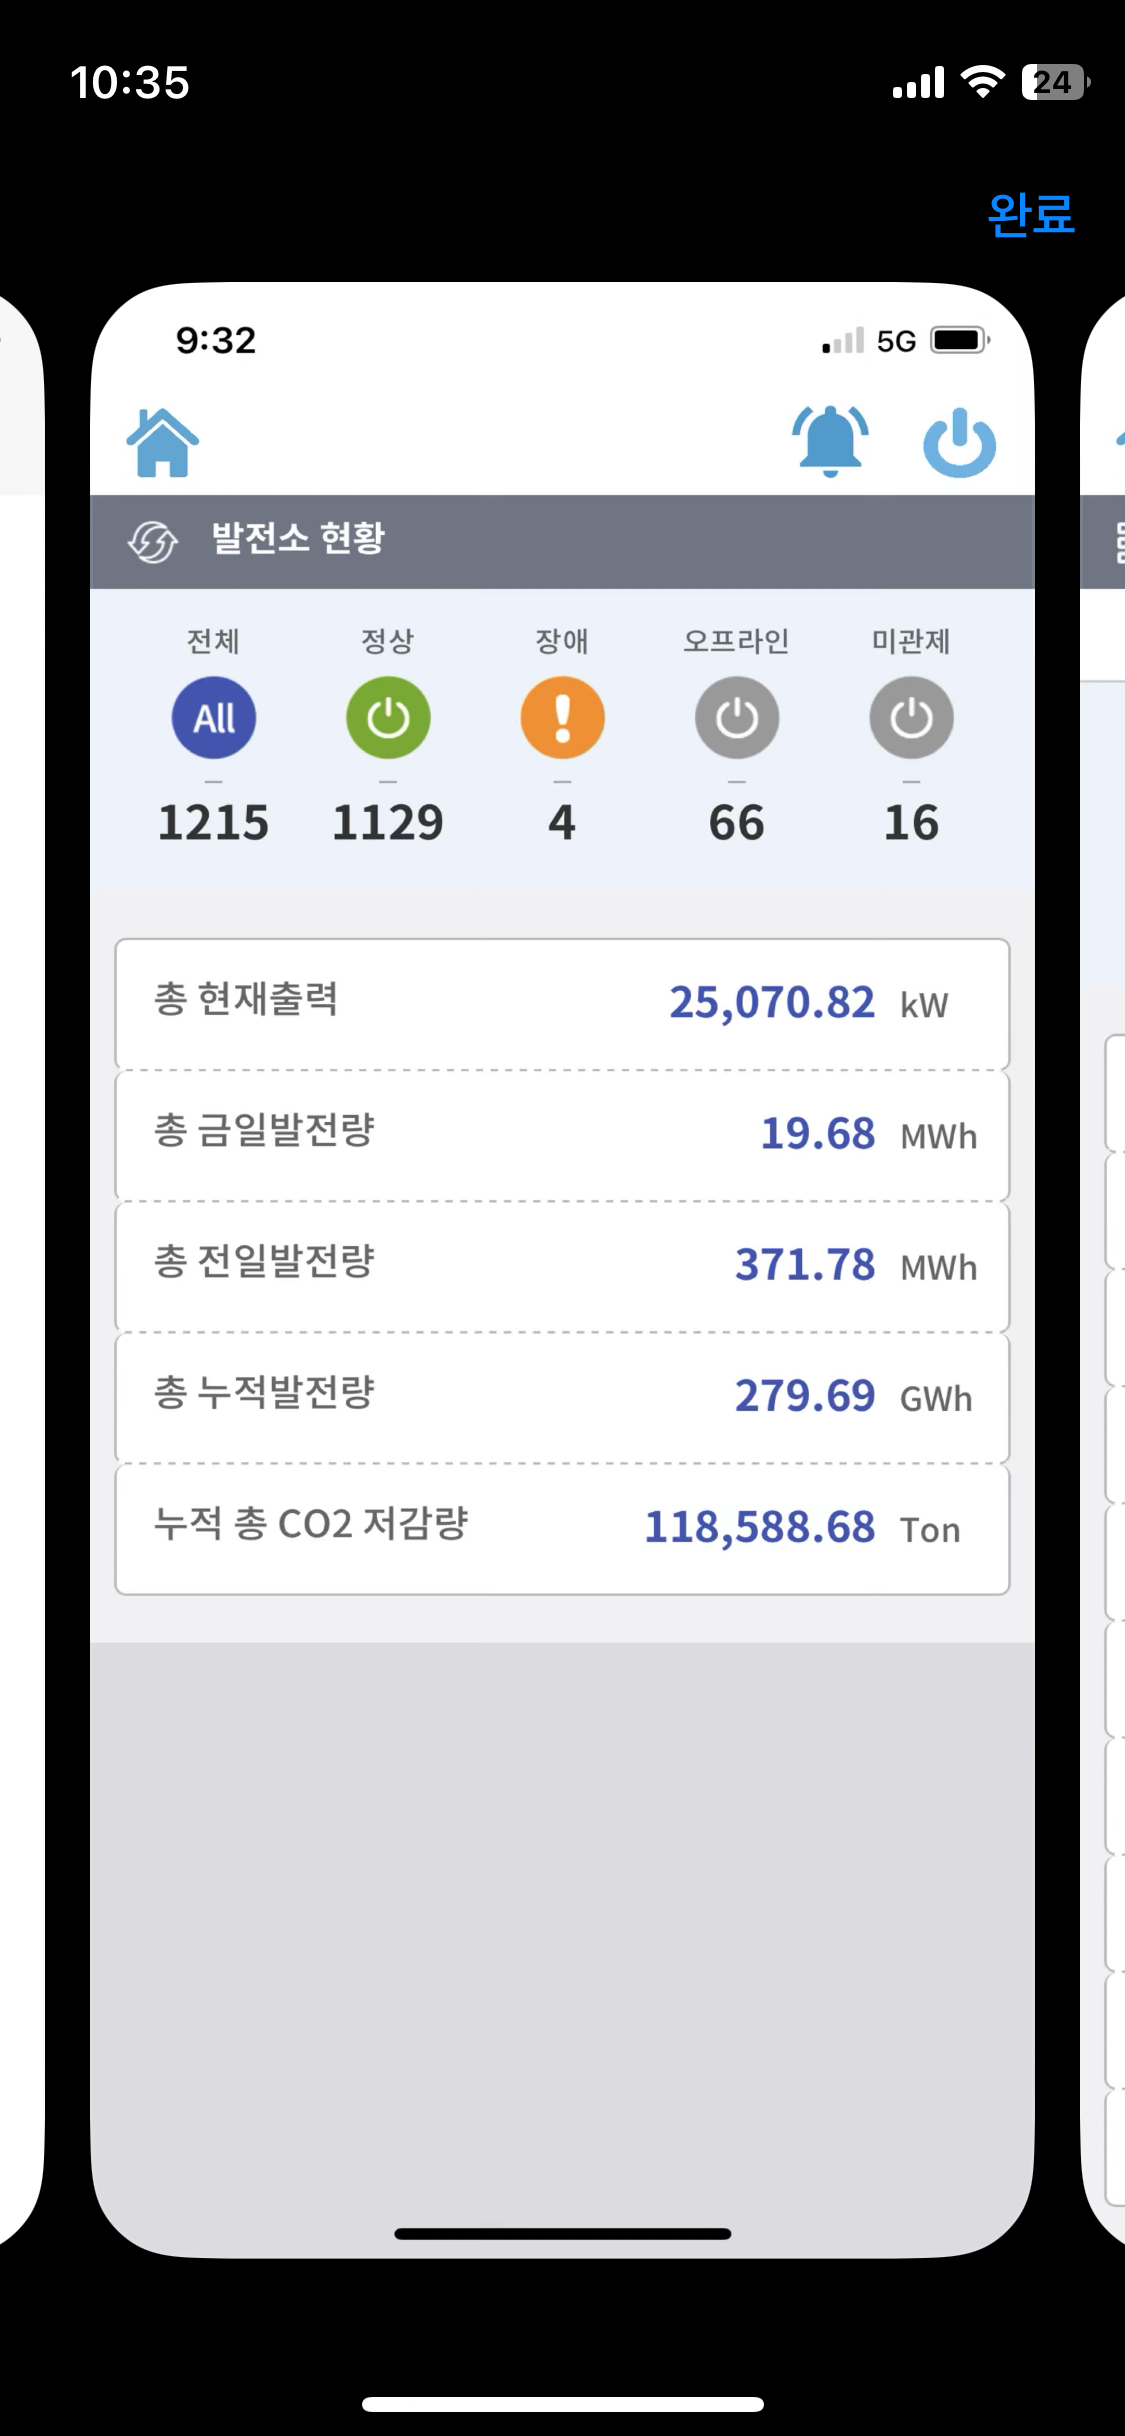 10:35
24
완료
9:32
5G
발전소 현황
전체 정상 장애 오프라인 미관제
All
1215 1129 4 66 16
총 현재출력 25,070.82 kW
총 금일발전량 19.68 MWh
총 전일발전량 371.78 MWh
총 누적발전량 279.69 GWh
누적 총 CO2 저감량 118,588.68 Ton